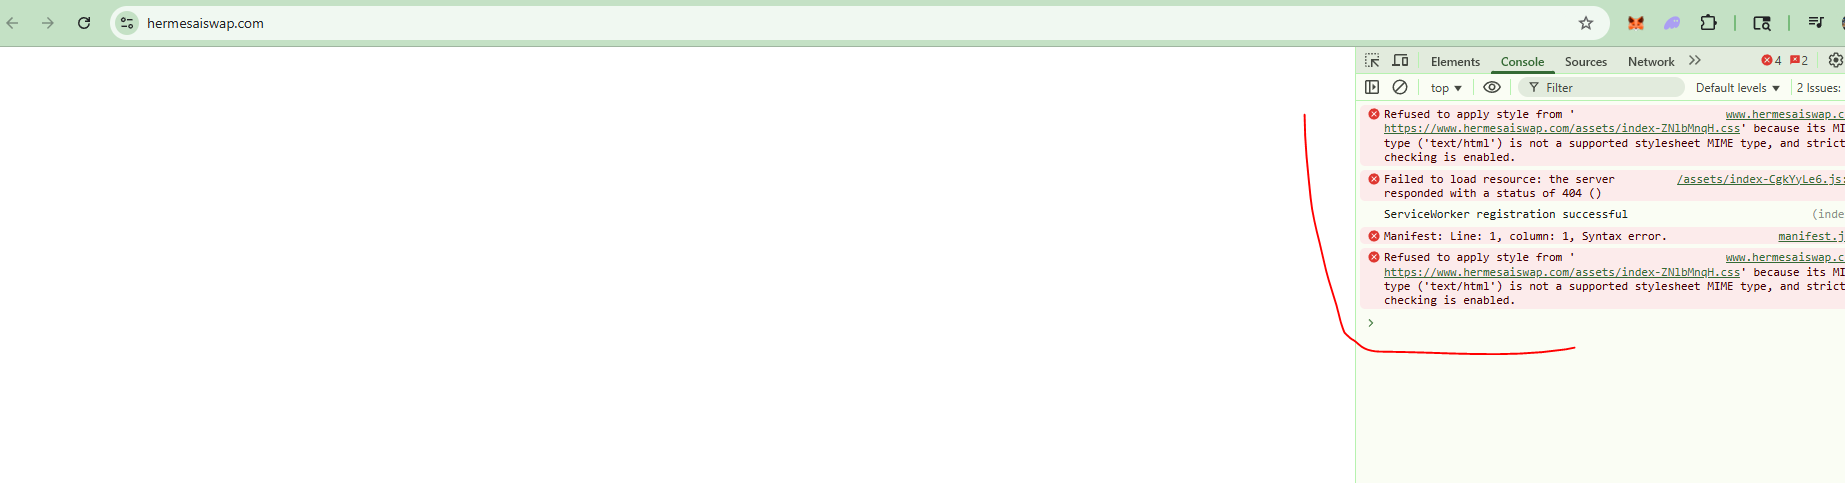 hermesaiswap.com
Elements Console Sources Network 4 2
top Filter Default levels 2 Issues:
Refused to apply style from ' www.hermesaiswap.c
https://www.hermesaiswap.com/assets/index-ZNlbMnqH.css' because its MI
type ('text/html') is not a supported stylesheet MIME type, and strict
checking is enabled.
Failed to load resource: the server /assets/index-CgkYyLe6.js:
responded with a status of 404 ()
ServiceWorker registration successful (inde
Manifest: Line: 1, column: 1, Syntax error. manifest.j
Refused to apply style from ' www.hermesaiswap.c
https://www.hermesaiswap.com/assets/index-ZNlbMnqH.css' because its MI
type ('text/html') is not a supported stylesheet MIME type, and strict
checking is enabled.